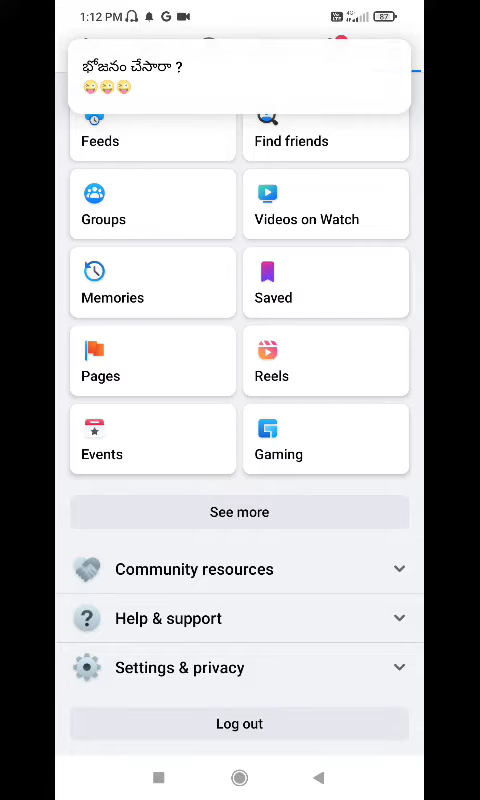 1:12 PM
87
భోజనం చేసారా ?
😜😜😜
Feeds
Find friends
Groups
Videos on Watch
Memories
Saved
Pages
Reels
Events
Gaming
See more
Community resources
Help & support
Settings & privacy
Log out